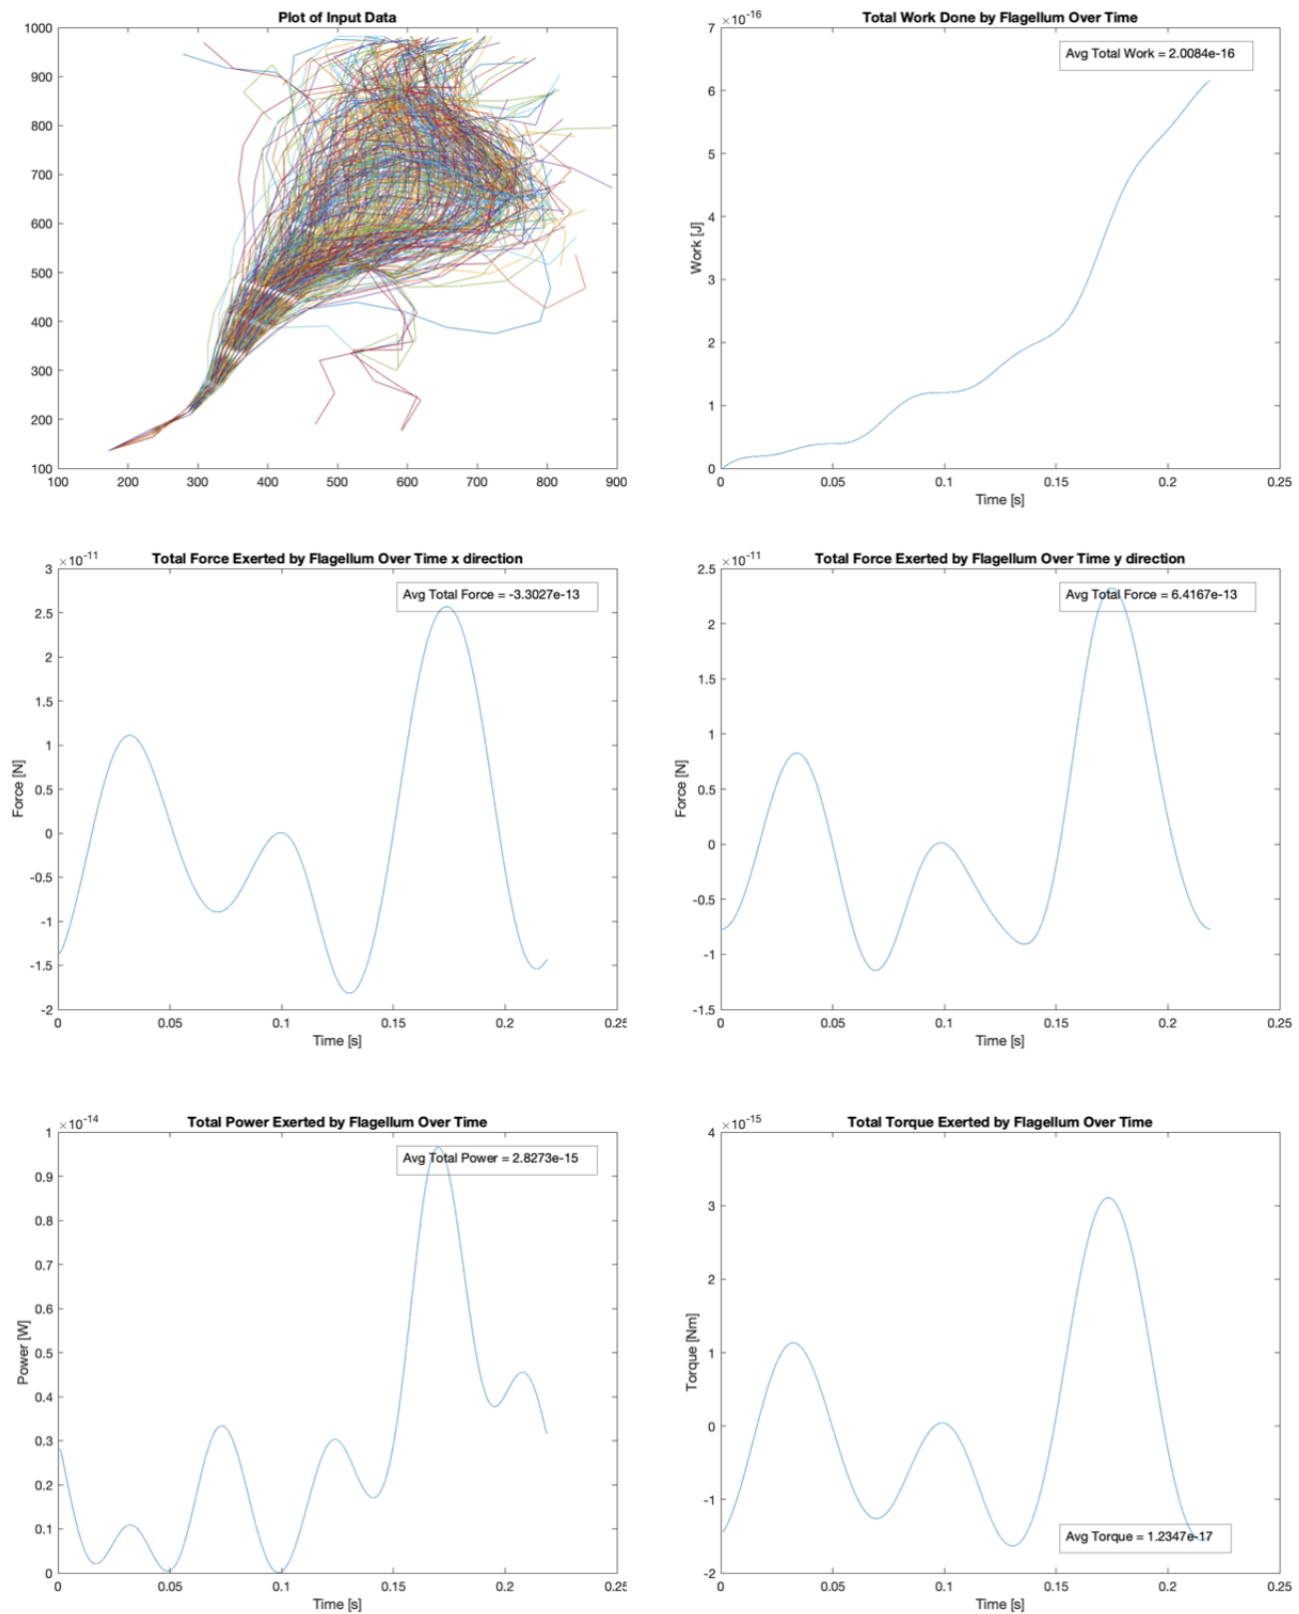 Plot of Input Data
1000
900
800
700
600
500
400
300
200
100
100 200 300 400 500 600 700 800 900
Total Work Done by Flagellum Over Time
×10-16
Avg Total Work = 2.0084e-16
7
6
5
4
3
2
1
0
Work [J]
0 0.05 0.1 0.15 0.2 0.25
Time [s]
Total Force Exerted by Flagellum Over Time x direction
×10-11
Avg Total Force = -3.3027e-13
3
2.5
2
1.5
1
0.5
0
-0.5
-1
-1.5
-2
Force [N]
0 0.05 0.1 0.15 0.2 0.25
Time [s]
Total Force Exerted by Flagellum Over Time y direction
×10-11
Avg Total Force = 6.4167e-13
2.5
2
1.5
1
0.5
0
-0.5
-1
-1.5
Force [N]
0 0.05 0.1 0.15 0.2 0.25
Time [s]
Total Power Exerted by Flagellum Over Time
×10-14
Avg Total Power = 2.8273e-15
1
0.9
0.8
0.7
0.6
0.5
0.4
0.3
0.2
0.1
0
Power [W]
0 0.05 0.1 0.15 0.2 0.25
Time [s]
Total Torque Exerted by Flagellum Over Time
×10-15
4
3
2
1
0
-1
-2
Torque [Nm]
Avg Torque = 1.2347e-17
0 0.05 0.1 0.15 0.2 0.25
Time [s]